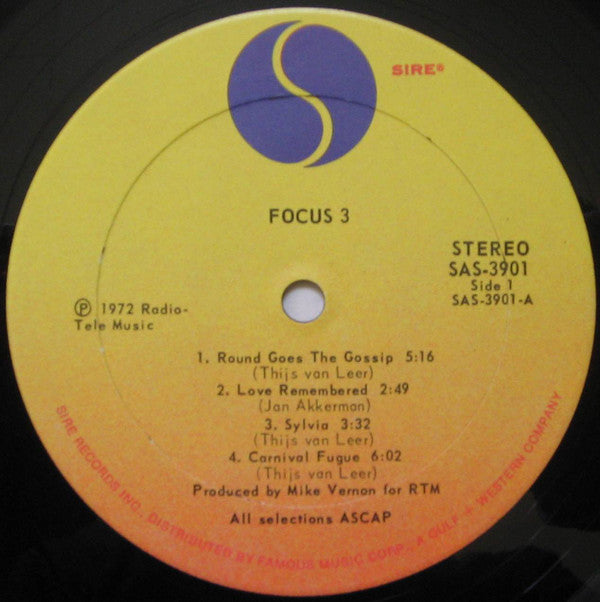 SIRE®
FOCUS 3
STEREO
SAS-3901
Side 1
SAS-3901-A
Ⓟ 1972 Radio-
Tele Music
1. Round Goes The Gossip 5:16
(Thijs van Leer)
2. Love Remembered 2:49
(Jan Akkerman)
3. Sylvia 3:32
(Thijs van Leer)
4. Carnival Fugue 6:02
(Thijs van Leer)
Produced by Mike Vernon for RTM
All selections ASCAP
SIRE RECORDS INC., DISTRIBUTED BY FAMOUS MUSIC CORP., A GULF + WESTERN COMPANY